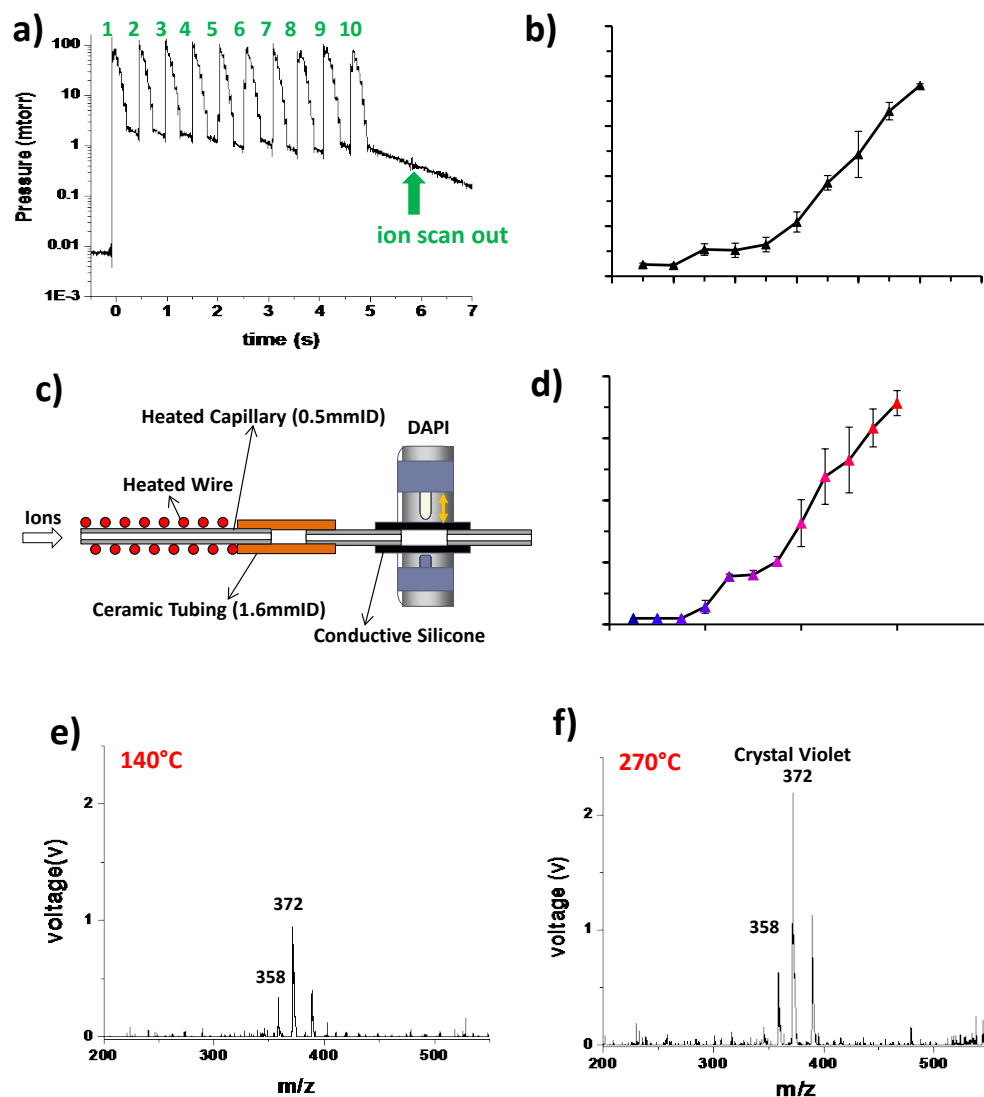 a)
1 2 3 4 5 6 7 8 9 10
100
10
1
0.1
0.01
1E-3
Pressure (mtorr)
0 1 2 3 4 5 6 7
time (s)
ion scan out
b)
c)
Heated Capillary (0.5mmID)
DAPI
Heated Wire
Ions
Ceramic Tubing (1.6mmID)
Conductive Silicone
d)
e)
140°C
2
1
0
voltage(v)
372
358
200 300 400 500
m/z
f)
270°C
Crystal Violet
372
2
1
0
voltage (v)
358
200 300 400 500
m/z